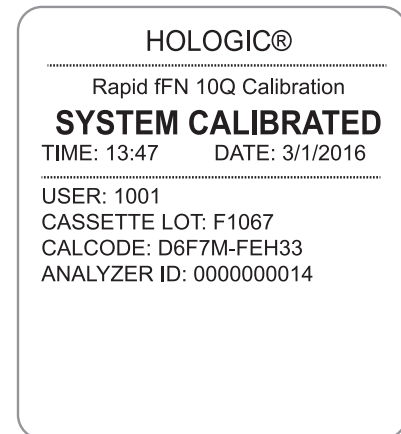 HOLOGIC®
Rapid fFN 10Q Calibration
SYSTEM CALIBRATED
TIME: 13:47 DATE: 3/1/2016
USER: 1001
CASSETTE LOT: F1067
CALCODE: D6F7M-FEH33
ANALYZER ID: 0000000014